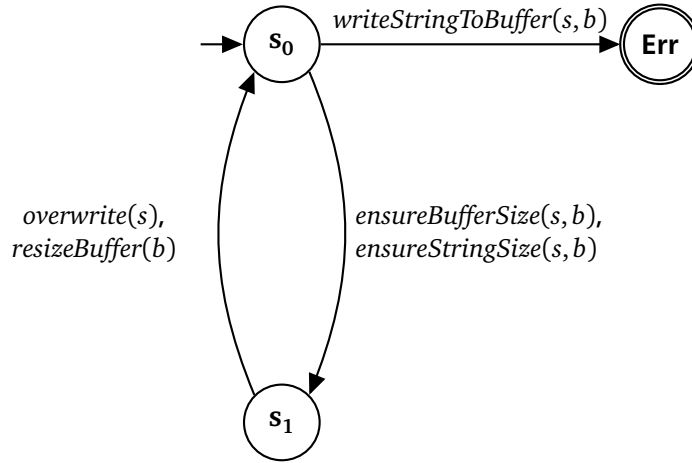 writeStringToBuffer(s, b)
s₀
Err
overwrite(s),
resizeBuffer(b)
ensureBufferSize(s, b),
ensureStringSize(s, b)
s₁